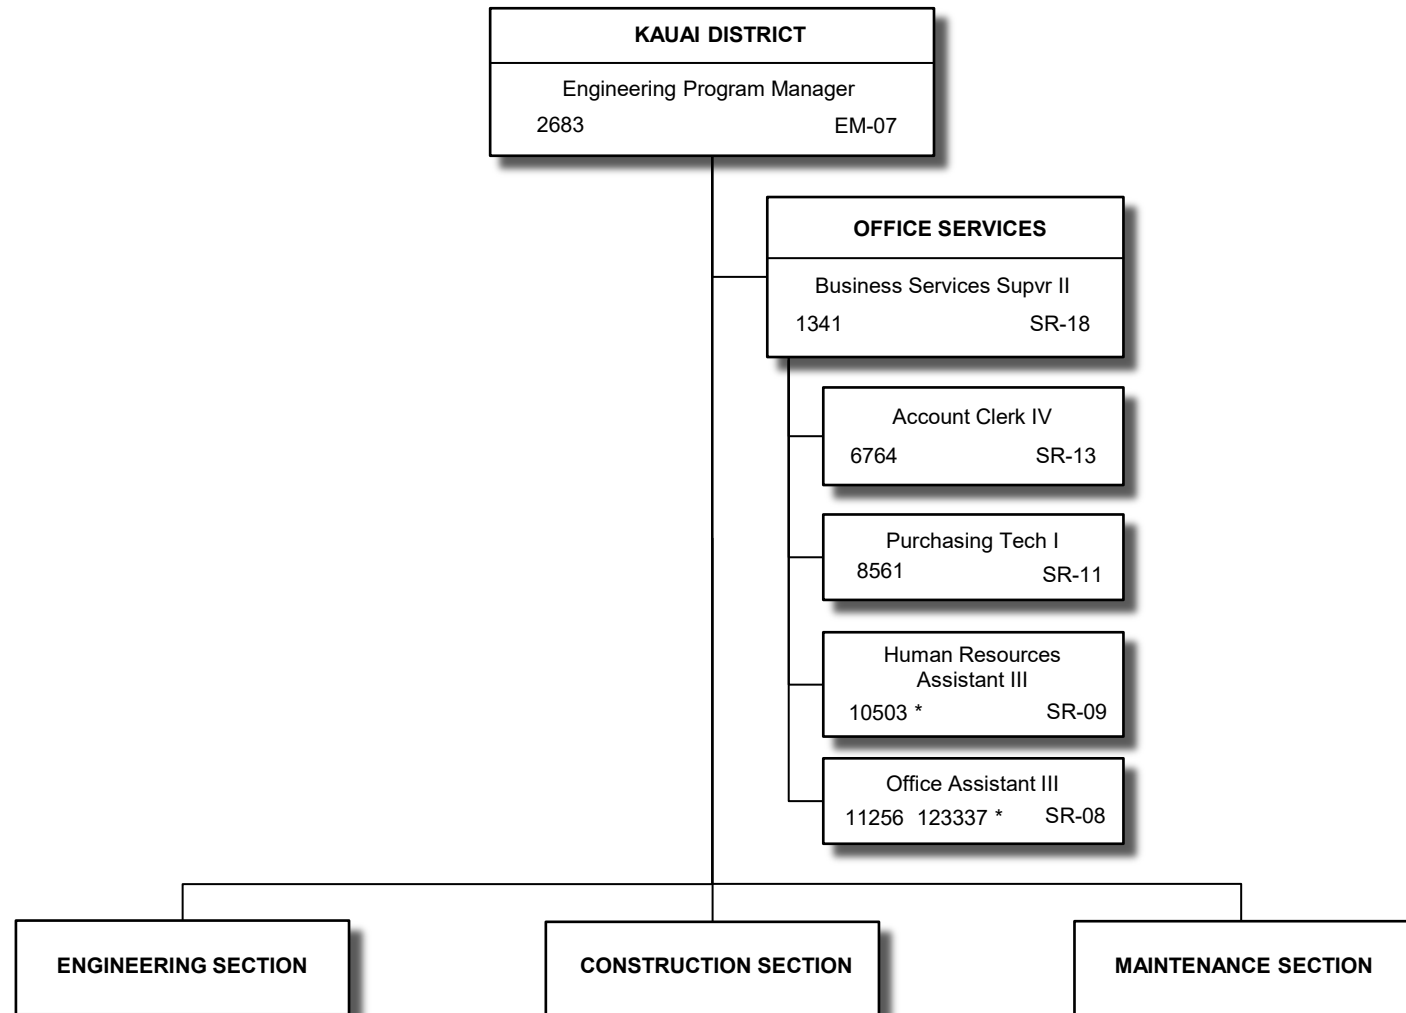 KAUAI DISTRICT
Engineering Program Manager
2683 EM-07
OFFICE SERVICES
Business Services Supvr II
1341 SR-18
Account Clerk IV
6764 SR-13
Purchasing Tech I
8561 SR-11
Human Resources
Assistant III
10503 * SR-09
Office Assistant III
11256 123337 * SR-08
ENGINEERING SECTION
CONSTRUCTION SECTION
MAINTENANCE SECTION